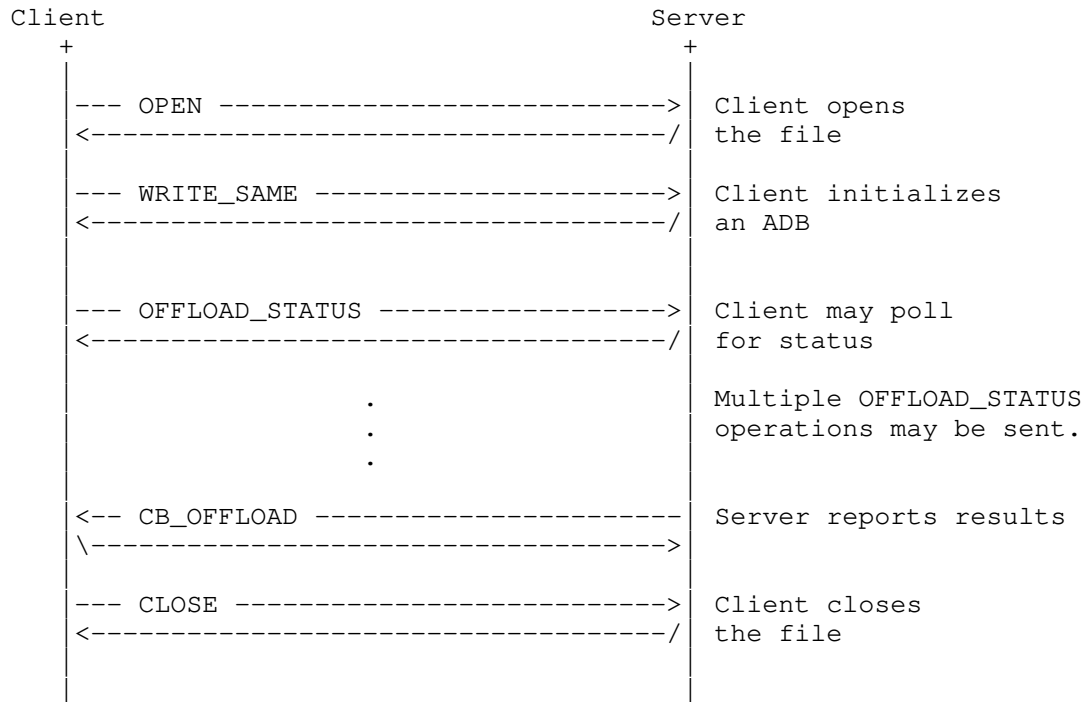 Client Server
+ +
|--- OPEN ---------------------------->| Client opens
|<------------------------------------/| the file
|--- WRITE_SAME ---------------------->| Client initializes
|<------------------------------------/| an ADB
|--- OFFLOAD_STATUS ------------------>| Client may poll
|<------------------------------------/| for status
. Multiple OFFLOAD_STATUS
. operations may be sent.
.
|<-- CB_OFFLOAD -----------------------| Server reports results
|\------------------------------------>|
|--- CLOSE --------------------------->| Client closes
|<------------------------------------/| the file